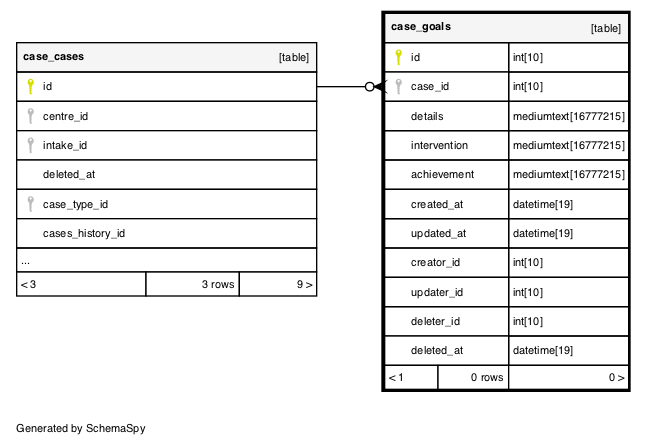 case_cases [table]
id
centre_id
intake_id
deleted_at
case_type_id
cases_history_id
...
< 3 3 rows 9 >
case_goals [table]
id int[10]
case_id int[10]
details mediumtext[16777215]
intervention mediumtext[16777215]
achievement mediumtext[16777215]
created_at datetime[19]
updated_at datetime[19]
creator_id int[10]
updater_id int[10]
deleter_id int[10]
deleted_at datetime[19]
< 1 0 rows 0 >
Generated by SchemaSpy